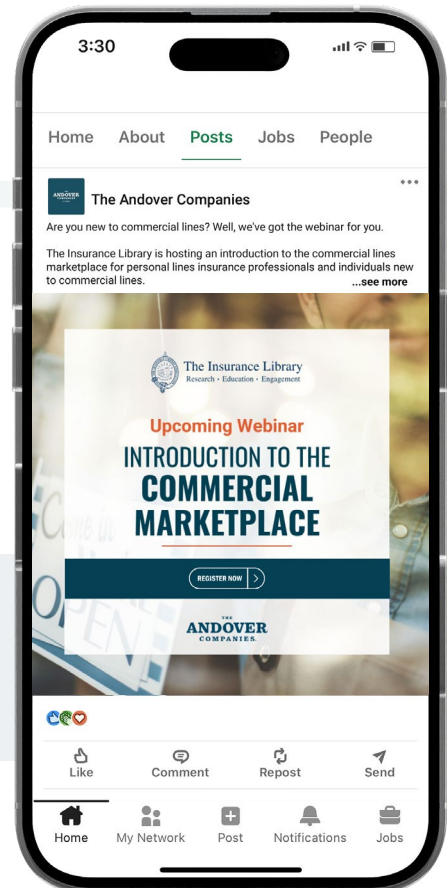 3:30
Home About Posts Jobs People
THE
ANDOVER
COMPANIES
The Andover Companies
Are you new to commercial lines? Well, we've got the webinar for you.
The Insurance Library is hosting an introduction to the commercial lines
marketplace for personal lines insurance professionals and individuals new
to commercial lines. ...see more
The Insurance Library
Research • Education • Engagement
Upcoming Webinar
INTRODUCTION TO THE
COMMERCIAL
MARKETPLACE
REGISTER NOW
Come
OPEN
THE
ANDOVER
COMPANIES
Like Comment Repost Send
Home My Network Post Notifications Jobs